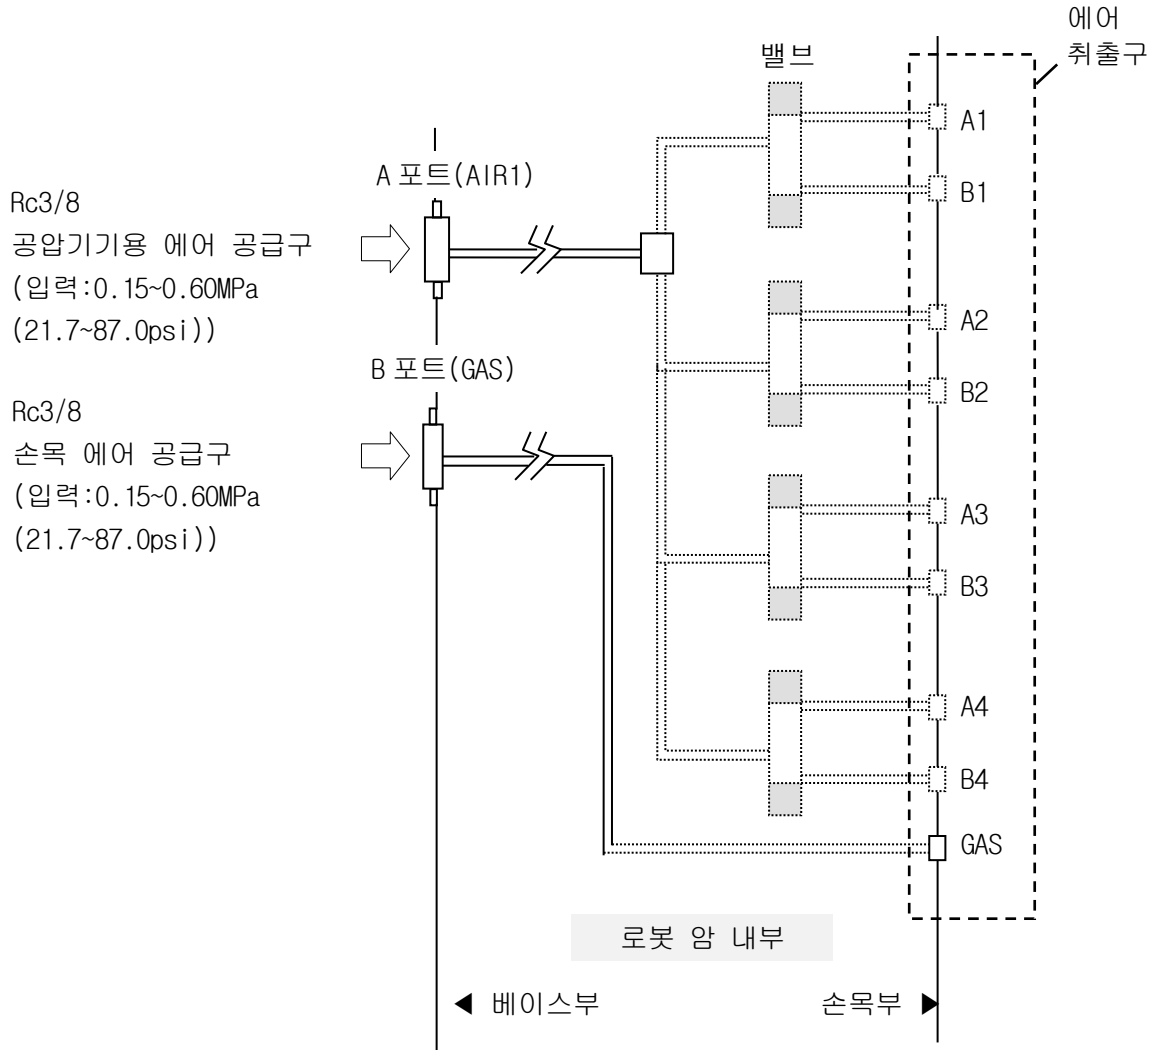 에어
취출구
밸브
A1
A 포트(AIR1)
B1
Rc3/8
공압기기용 에어 공급구
(입력:0.15~0.60MPa
(21.7~87.0psi))
A2
B 포트(GAS)
B2
Rc3/8
손목 에어 공급구
(입력:0.15~0.60MPa
(21.7~87.0psi))
A3
B3
A4
B4
GAS
로봇 암 내부
◀ 베이스부
손목부 ▶